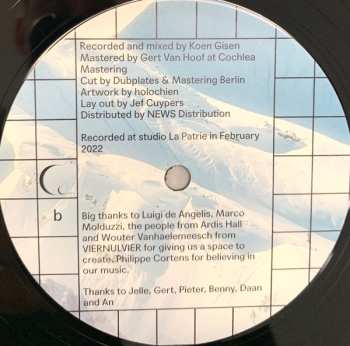 Recorded and mixed by Koen Gisen
Mastered by Gert Van Hoof at Cochlea
Mastering
Cut by Dubplates & Mastering Berlin
Artwork by holochien
Lay out by Jef Cuypers
Distributed by NEWS Distribution
Recorded at studio La Patrie in February
2022
b
Big thanks to Luigi de Angelis, Marco
Molduzzi, the people from Ardis Hall
and Wouter Vanhaelemeesch from
VIERNULVIER for giving us a space to
create. Philippe Cortens for believing in
our music.
Thanks to Jelle, Gert, Pieter, Benny, Daan
and An